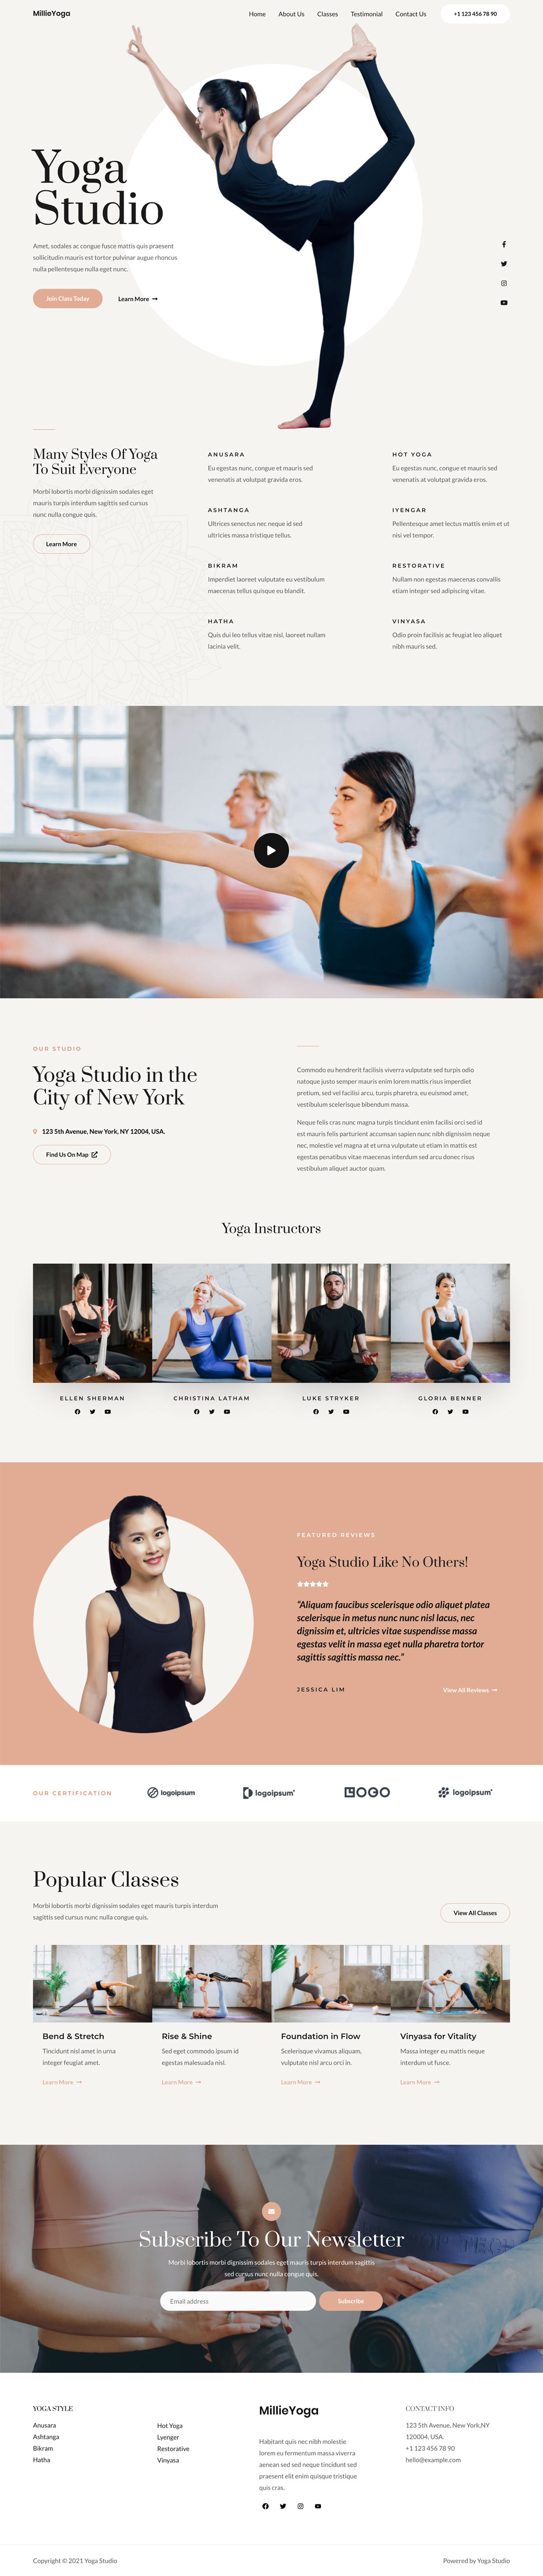 MillieYoga
Home About Us Classes Testimonial Contact Us +1 123 456 78 90
Yoga
Studio
Amet, sodales ac congue fusce mattis quis praesent
sollicitudin mauris est tortor pulvinar augue rhoncus
nulla pellentesque nulla eget nunc.
Join Class Today Learn More
Many Styles Of Yoga
To Suit Everyone
Morbi lobortis morbi dignissim sodales eget
mauris turpis interdum sagittis sed cursus
nunc nulla congue quis.
Learn More
ANUSARA
Eu egestas nunc, congue et mauris sed
venenatis at volutpat gravida eros.
HOT YOGA
Eu egestas nunc, congue et mauris sed
venenatis at volutpat gravida eros.
ASHTANGA
Ultrices senectus nec neque id sed
ultricies massa tristique tellus.
IYENGAR
Pellentesque amet lectus mattis enim et ut
nisi vel tempor.
BIKRAM
Imperdiet laoreet vulputate eu vestibulum
maecenas tellus quisque eu blandit.
RESTORATIVE
Nullam non egestas maecenas convallis
etiam integer sed adipiscing vitae.
HATHA
Quis dui leo tellus vitae nisl, laoreet nullam
lacinia velit.
VINYASA
Odio proin facilisis ac feugiat leo aliquet
nibh mauris sed.
OUR STUDIO
Yoga Studio in the
City of New York
123 5th Avenue, New York, NY 12004, USA.
Find Us On Map
Commodo eu hendrerit facilisis viverra vulputate sed turpis odio
natoque justo semper mauris enim lorem mattis risus imperdiet
pretium, sed vel facilisi arcu, turpis pharetra, eu euismod amet,
vestibulum scelerisque bibendum massa.
Neque felis cras nunc magna turpis tincidunt enim facilisi orci sed id
est mauris felis parturient accumsan sapien nunc nibh dignissim neque
nec, molestie vel magna at et urna vulputate ut etiam in mattis est
egestas penatibus vitae maecenas interdum sed arcu donec risus
vestibulum aliquet auctor quam.
Yoga Instructors
ELLEN SHERMAN
CHRISTINA LATHAM
LUKE STRYKER
GLORIA BENNER
FEATURED REVIEWS
Yoga Studio Like No Others!
“Aliquam faucibus scelerisque odio aliquet platea
scelerisque in metus nunc nunc nisl lacus, nec
dignissim et, ultricies vitae suspendisse massa
egestas velit in massa eget nulla pharetra tortor
sagittis sagittis massa nec.”
JESSICA LIM View All Reviews
OUR CERTIFICATION logoipsum logoipsum LOGO logoipsum
Popular Classes
Morbi lobortis morbi dignissim sodales eget mauris turpis interdum
sagittis sed cursus nunc nulla congue quis.
View All Classes
Bend & Stretch
Tincidunt nisl amet in urna
integer feugiat amet.
Learn More
Rise & Shine
Sed eget commodo ipsum id
egestas malesuada nisl.
Learn More
Foundation in Flow
Scelerisque vivamus aliquam,
vulputate nisl arcu orci in.
Learn More
Vinyasa for Vitality
Massa integer eu mattis neque
interdum ut fusce.
Learn More
Subscribe To Our Newsletter
Morbi lobortis morbi dignissim sodales eget mauris turpis interdum sagittis
sed cursus nunc nulla congue quis.
Email address Subscribe
YOGA STYLE
Anusara
Ashtanga
Bikram
Hatha
Hot Yoga
Lyenger
Restorative
Vinyasa
MillieYoga
Habitant quis nec nibh molestie
lorem eu fermentum massa viverra
aenean sed sed neque tincidunt sed
praesent elit enim quisque tristique
quis cras.
CONTACT INFO
123 5th Avenue, New York,NY
120004, USA.
+1 123 456 78 90
hello@example.com
Copyright © 2021 Yoga Studio Powered by Yoga Studio